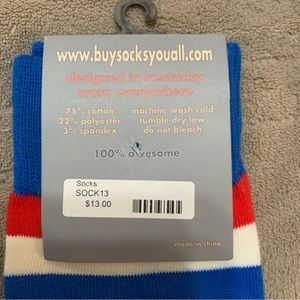 www.buysocksyouall.com
designed in kentucky
worn everywhere
75% cotton machine wash cold
22% polyester tumble dry low
3% spandex do not bleach
100% awesome
Socks
SOCK13
$13.00
made in china